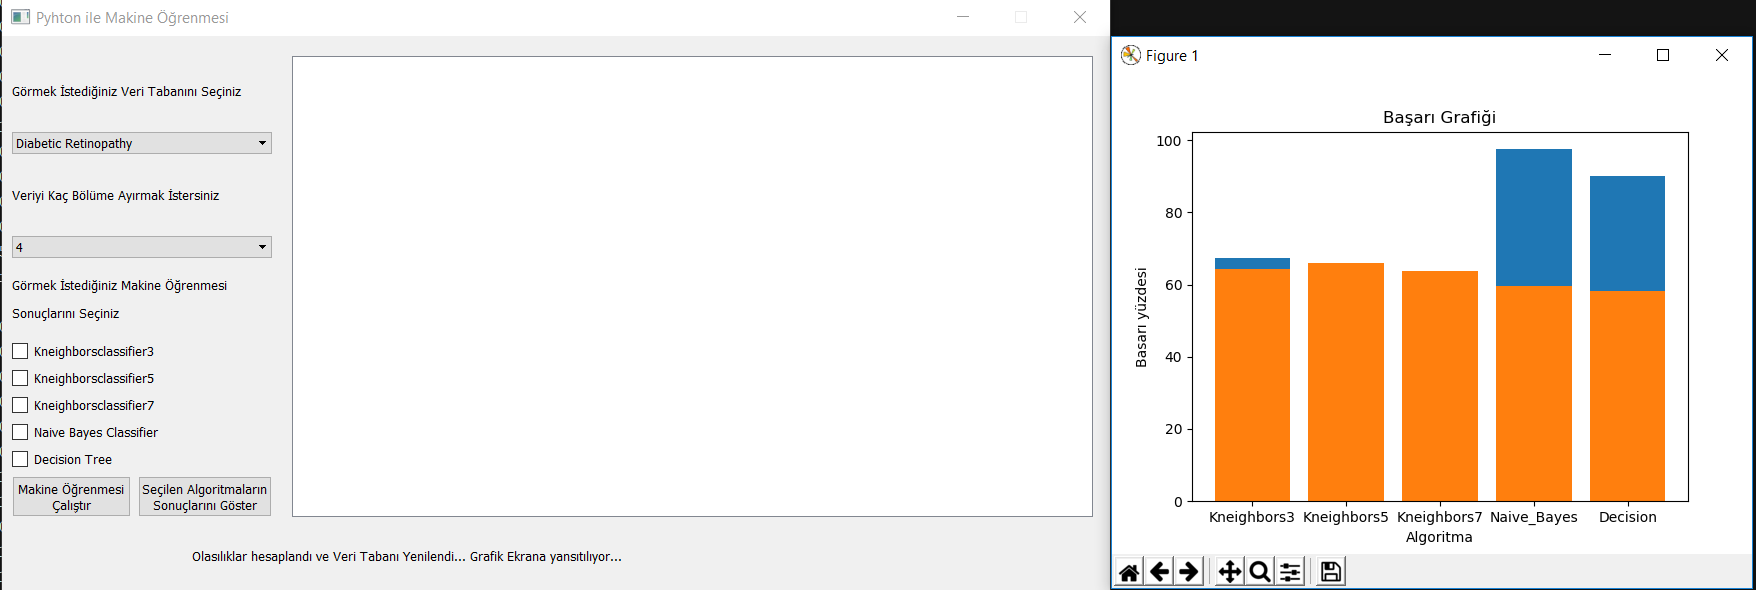 Pyhton ile Makine Öğrenmesi
Görmek İstediğiniz Veri Tabanını Seçiniz
Diabetic Retinopathy
Veriyi Kaç Bölüme Ayırmak İstersiniz
4
Görmek İstediğiniz Makine Öğrenmesi
Sonuçlarını Seçiniz
Kneighborsclassifier3
Kneighborsclassifier5
Kneighborsclassifier7
Naive Bayes Classifier
Decision Tree
Makine Öğrenmesi
Çalıştır
Seçilen Algoritmaların
Sonuçlarını Göster
Olasılıklar hesaplandı ve Veri Tabanı Yenilendi... Grafik Ekrana yansıtılıyor...
Figure 1
Başarı Grafiği
100
80
60
40
20
0
Basarı yüzdesi
Kneighbors3 Kneighbors5 Kneighbors7 Naive_Bayes Decision
Algoritma